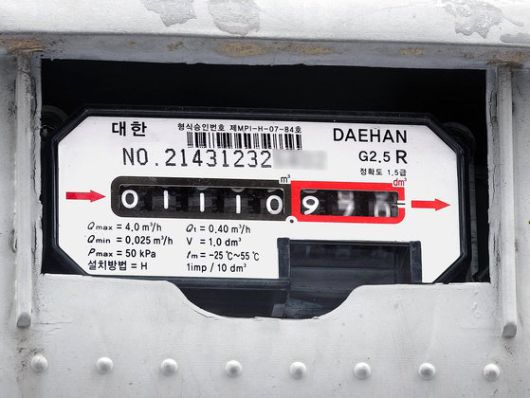 대한
형식승인번호 제MPI-H-07-84호
DAEHAN
NO.21431232
G2,5 R
정확도 1,5급
m³
dm³
01110 9
Qmax = 4,0 m³/h
Qt = 0,40 m³/h
Qmin = 0,025 m³/h
V = 1,0 dm³
Pmax = 50 kPa
tm = −25 ℃~55 ℃
설치방법 = H
1imp / 10 dm³